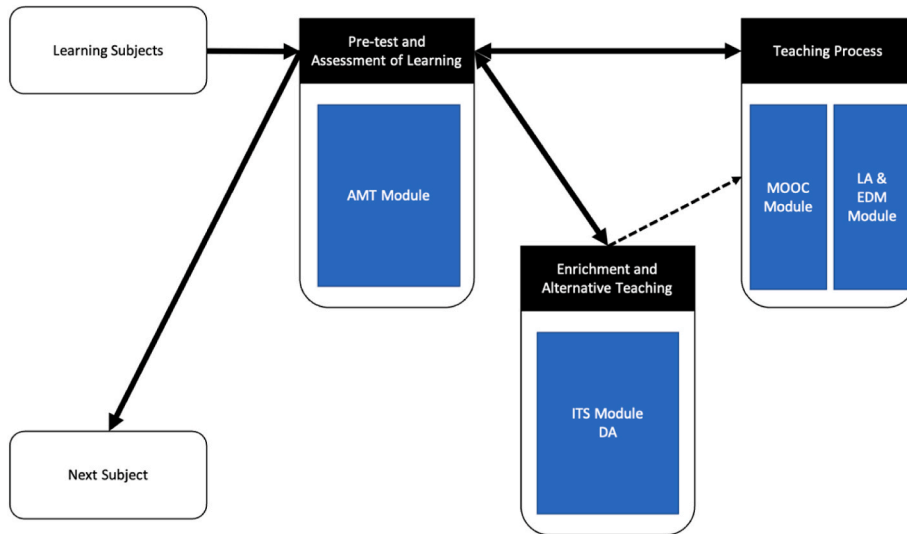 Learning Subjects
Pre-test and
Assessment of Learning
Teaching Process
AMT Module
MOOC
Module
LA &
EDM
Module
Enrichment and
Alternative Teaching
ITS Module
DA
Next Subject